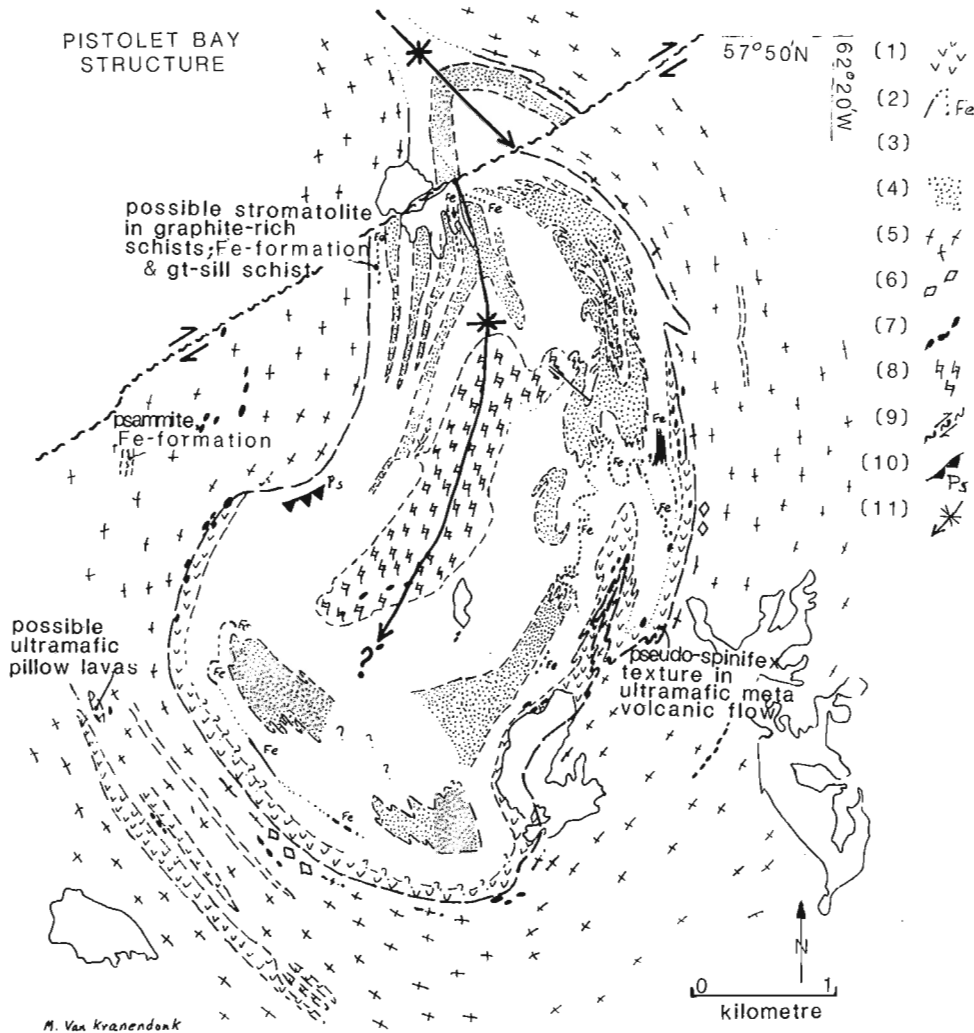 PISTOLET BAY
STRUCTURE
57°50'N
62°20'W
(1)
(2) Fe
(3)
(4)
(5)
(6)
(7)
(8)
(9)
(10) Ps
(11)
possible stromatolite
in graphite-rich
schists, Fe-formation
& gt-sill schist
Fe
Fe
Fe
psammite,
Fe-formation
Ps
Fe
Fe
Fe
Fe
possible
ultramafic
pillow lavas
?
pseudo-spinifex
texture in
ultramafic meta
volcanic flow
Fe
Fe
Fe
?
?
?
Fe
N
0 1
kilometre
M. Van Kranendonk